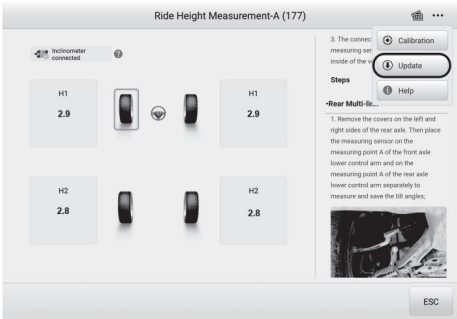 Ride Height Measurement-A (177)
Inclinometer
connected
H1
2.9
H1
2.9
H2
2.8
H2
2.8
3. The connec
measuring ser
inside of the v
Steps
•Rear Multi-lin
1. Remove the covers on the left and
right sides of the rear axle. Then place
the measuring sensor on the
measuring point A of the front axle
lower control arm and on the
measuring point A of the rear axle
lower control arm separately to
measure and save the tilt angles;
Calibration
Update
Help
ESC